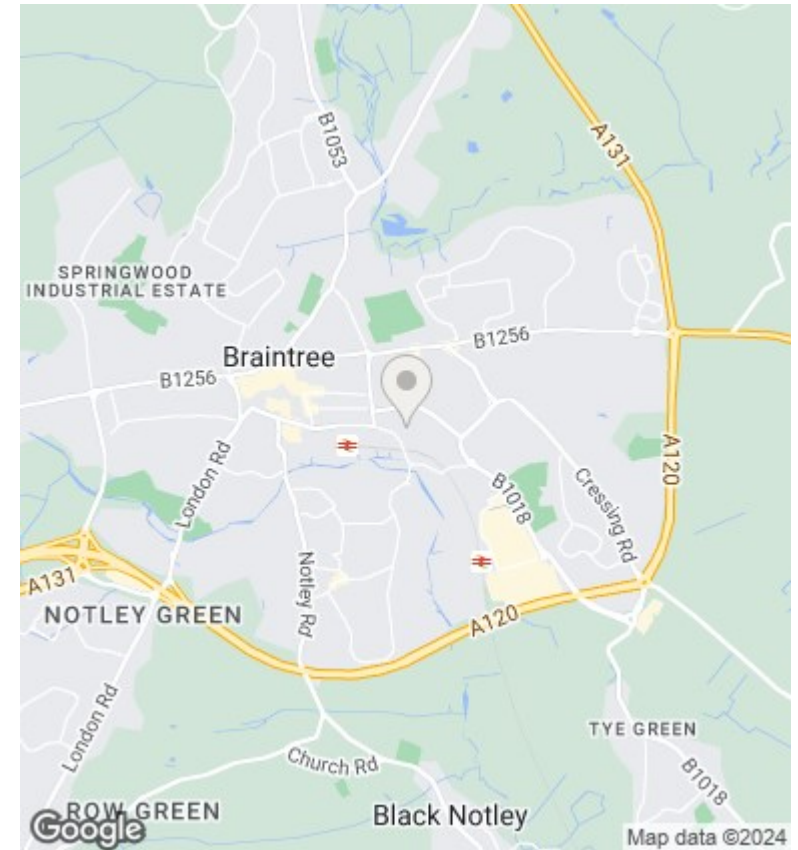 A131
B1053
SPRINGWOOD
INDUSTRIAL ESTATE
B1256
Braintree
B1256
London Rd
A120
B1018
Cressing Rd
A131
Notley Rd
NOTLEY GREEN
A120
London Rd
TYE GREEN
Church Rd
B1018
ROW GREEN
Black Notley
Google
Map data ©2024